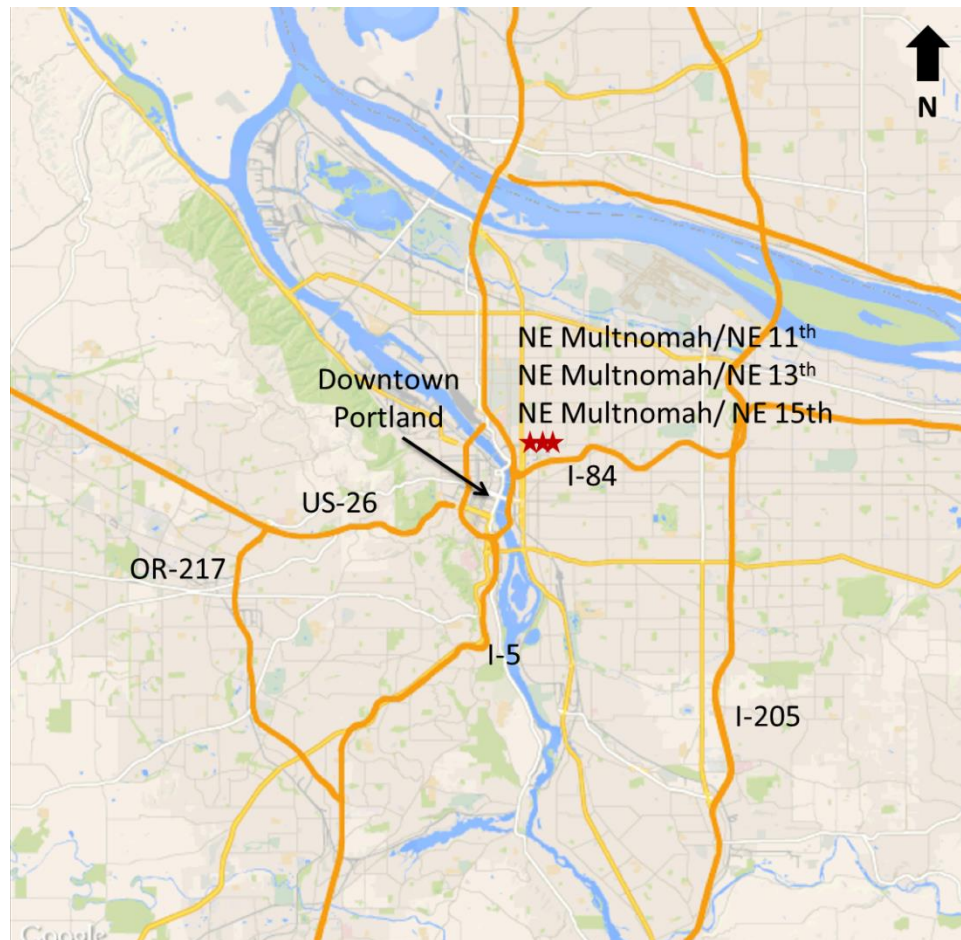 N
NE Multnomah/NE 11th
NE Multnomah/NE 13th
NE Multnomah/ NE 15th
Downtown
Portland
I-84
US-26
OR-217
I-5
I-205
Google